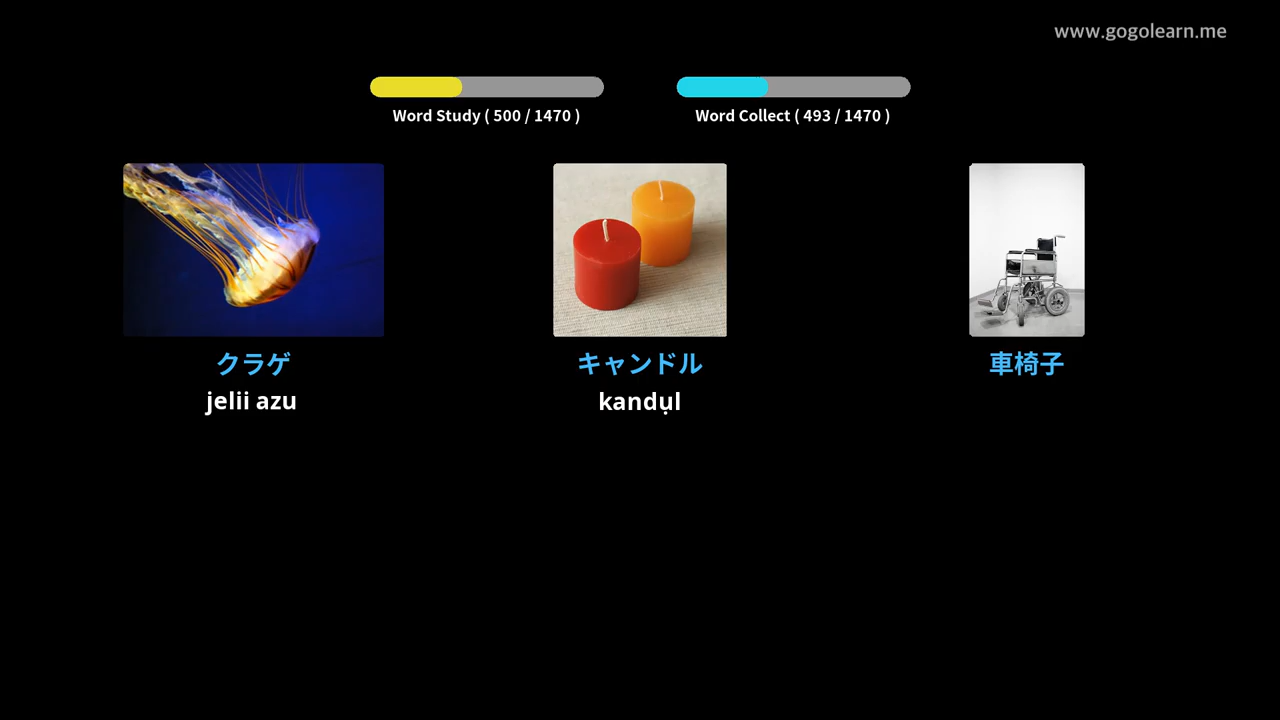 www.gogolearn.me
Word Study ( 500 / 1470 )
Word Collect ( 493 / 1470 )
クラゲ
jelii azu
キャンドル
kandụl
車椅子